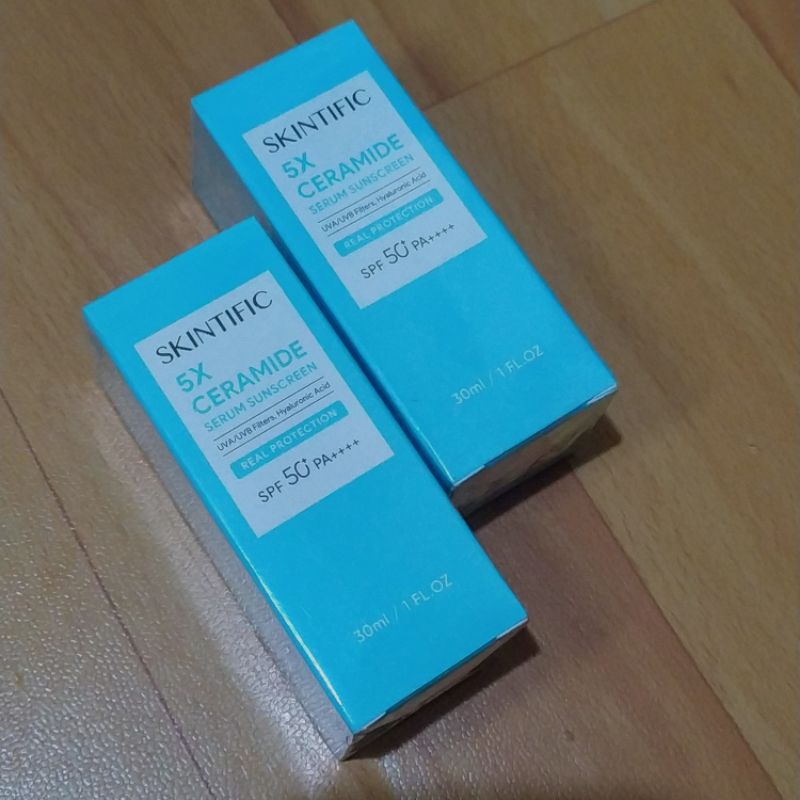 SKINTIFIC
5X
CERAMIDE
SERUM SUNSCREEN
UVA/UVB Filters, Hyaluronic Acid
REAL PROTECTION
SPF 50+ PA++++
30ml / 1 FL.OZ
SKINTIFIC
5X
CERAMIDE
SERUM SUNSCREEN
UVA/UVB Filters, Hyaluronic Acid
REAL PROTECTION
SPF 50+ PA++++
30ml / 1 FL.OZ